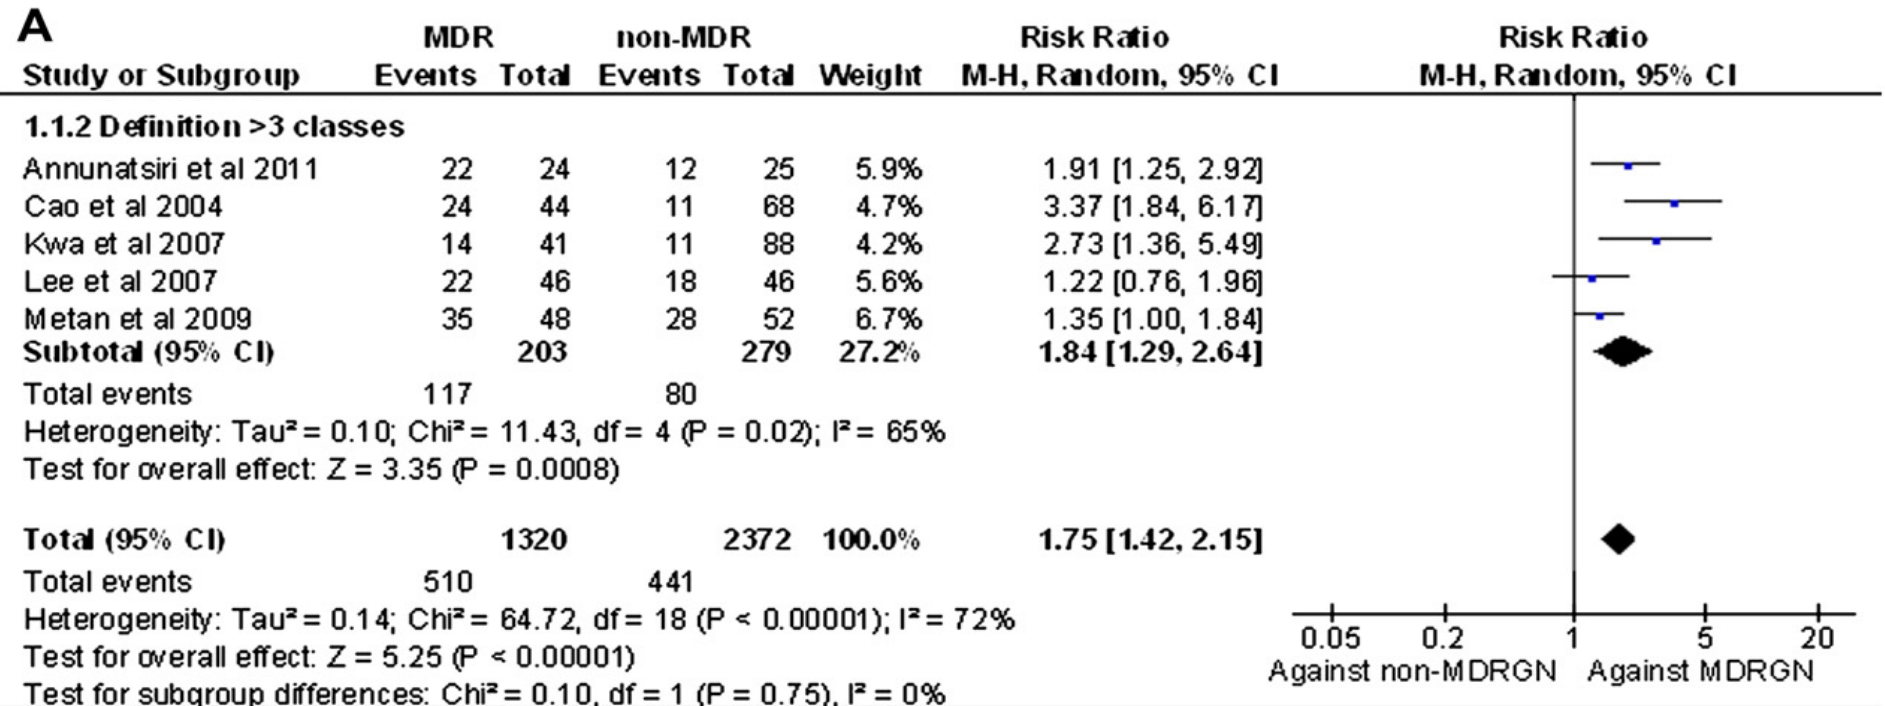 A
MDR non-MDR Risk Ratio Risk Ratio
Study or Subgroup Events Total Events Total Weight M-H, Random, 95% CI M-H, Random, 95% CI
1.1.2 Definition >3 classes
Annunatsiri et al 2011 22 24 12 25 5.9% 1.91 [1.25, 2.92]
Cao et al 2004 24 44 11 68 4.7% 3.37 [1.84, 6.17]
Kwa et al 2007 14 41 11 88 4.2% 2.73 [1.36, 5.49]
Lee et al 2007 22 46 18 46 5.6% 1.22 [0.76, 1.96]
Metan et al 2009 35 48 28 52 6.7% 1.35 [1.00, 1.84]
Subtotal (95% CI) 203 279 27.2% 1.84 [1.29, 2.64]
Total events 117 80
Heterogeneity: Tau² = 0.10; Chi² = 11.43, df = 4 (P = 0.02); I² = 65%
Test for overall effect: Z = 3.35 (P = 0.0008)
Total (95% CI) 1320 2372 100.0% 1.75 [1.42, 2.15]
Total events 510 441
Heterogeneity: Tau² = 0.14; Chi² = 64.72, df = 18 (P < 0.00001); I² = 72%
Test for overall effect: Z = 5.25 (P < 0.00001)
Test for subgroup differences: Chi² = 0.10, df = 1 (P = 0.75), I² = 0%
0.05 0.2 1 5 20
Against non-MDRGN Against MDRGN